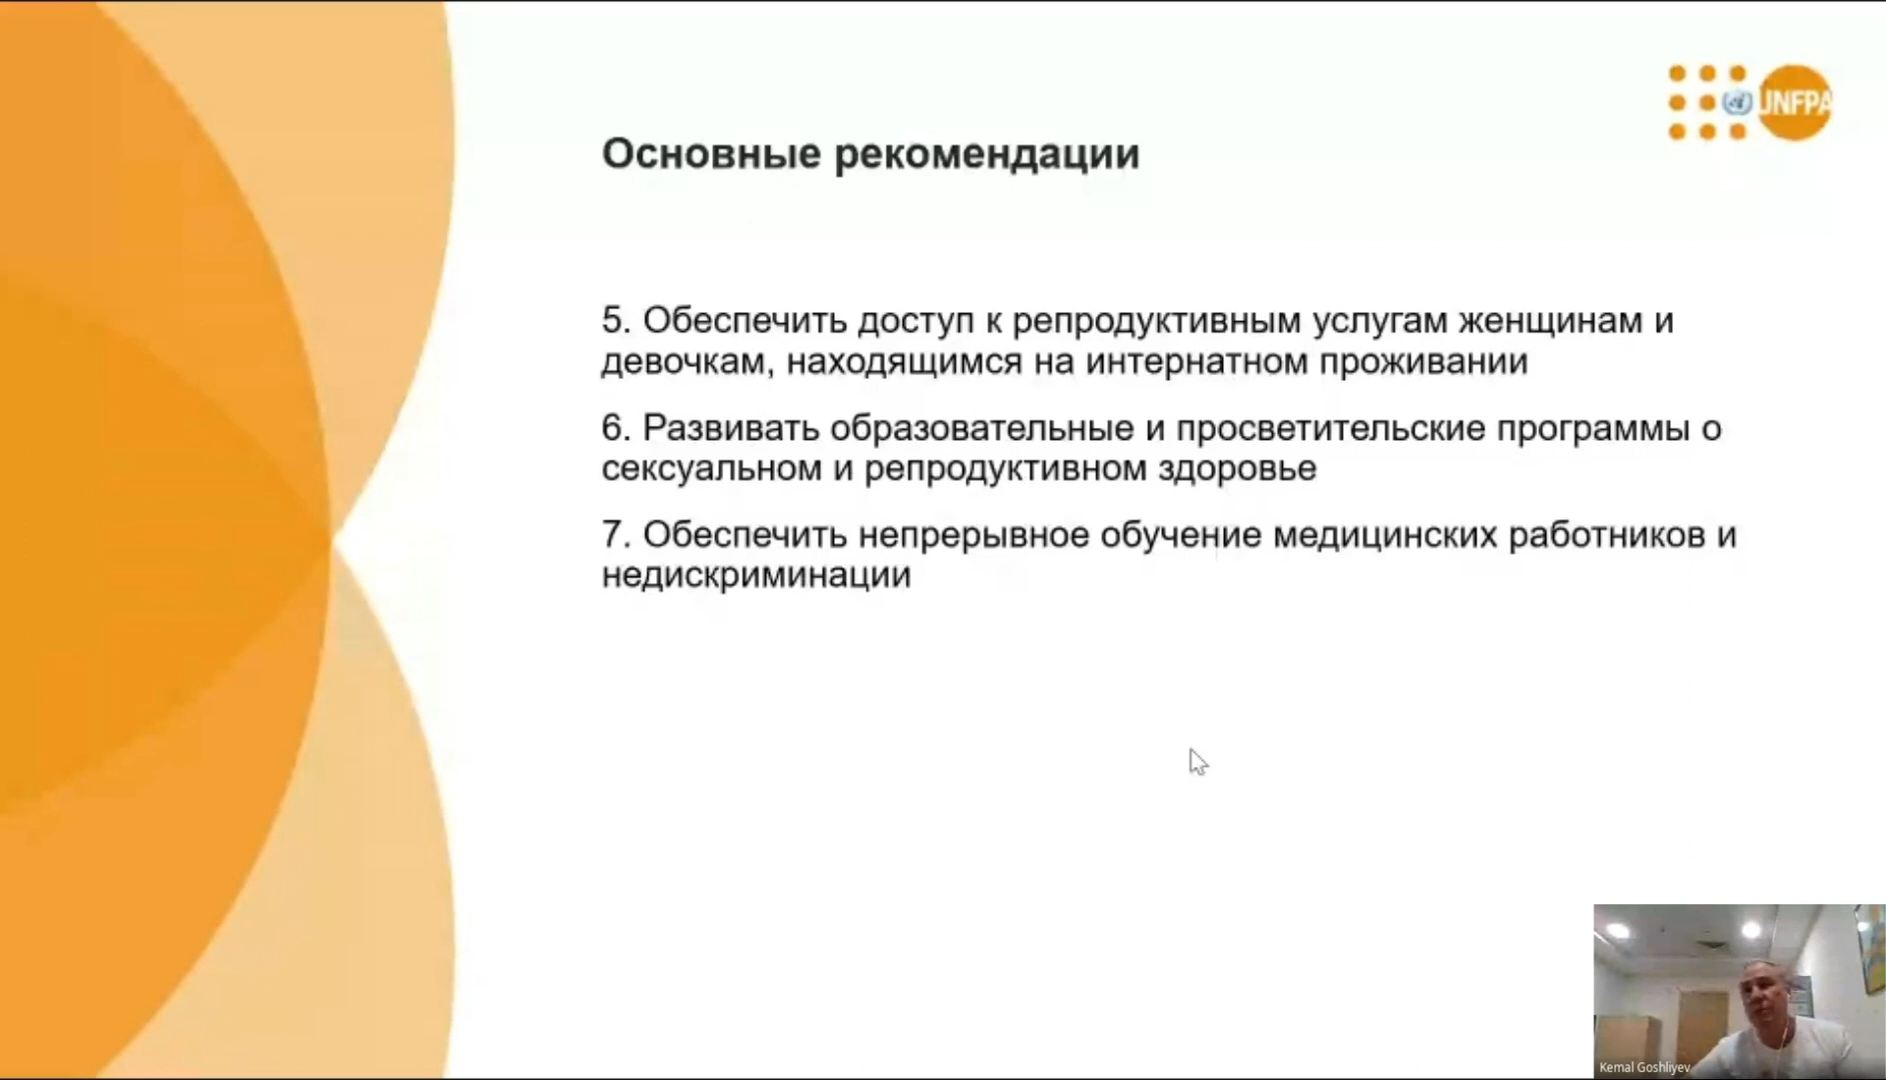 UNFPA
Основные рекомендации
5. Обеспечить доступ к репродуктивным услугам женщинам и
девочкам, находящимся на интернатном проживании
6. Развивать образовательные и просветительские программы о
сексуальном и репродуктивном здоровье
7. Обеспечить непрерывное обучение медицинских работников и
недискриминации
Kemal Goshliyev